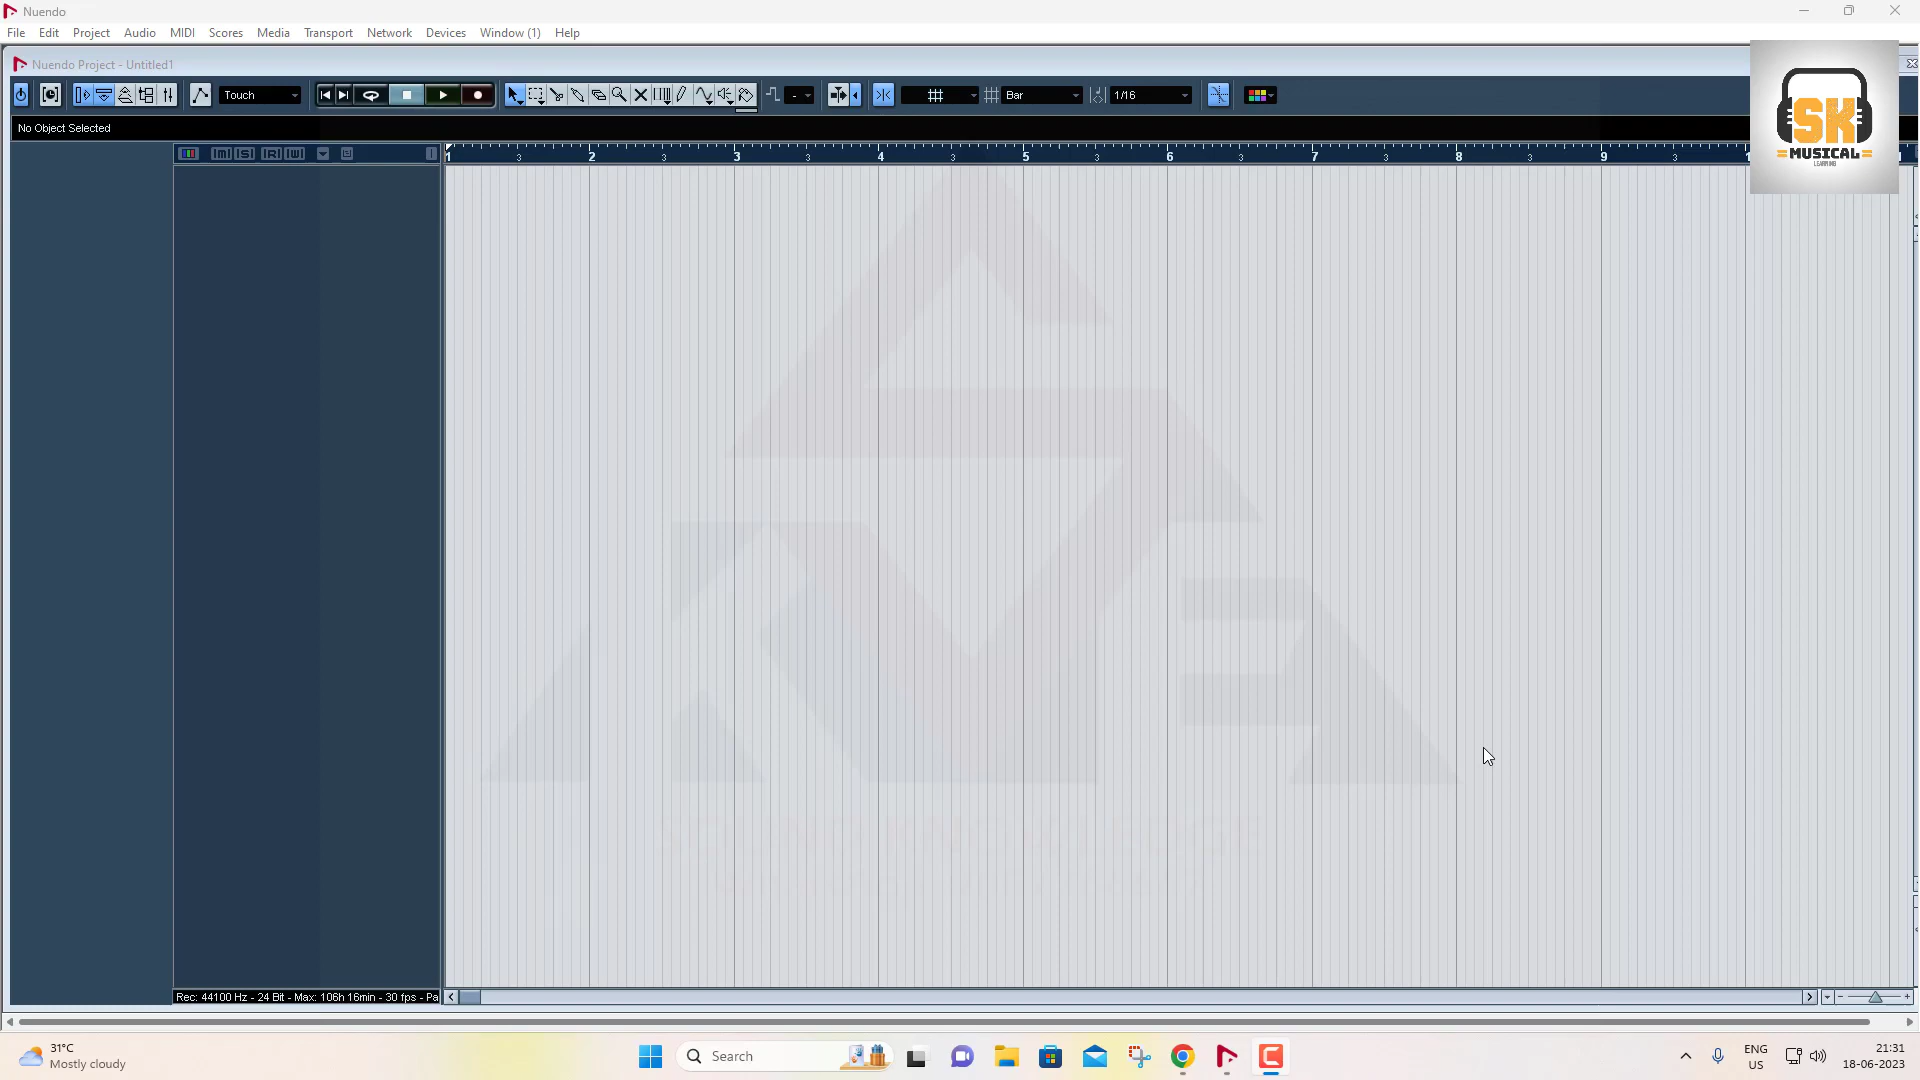 Nuendo
File Edit Project Audio MIDI Scores Media Transport Network Devices Window (1) Help
Nuendo Project - Untitled1
Touch
-
Bar
1/16
No Object Selected
1 3 2 3 3 3 4 3 5 3 6 3 7 3 8 3 9 3
SK
MUSICAL
LEARNING
Rec: 44100 Hz - 24 Bit - Max: 106h 16min - 30 fps - Pa
31°C
Mostly cloudy
Search
ENG
US
21:31
18-06-2023